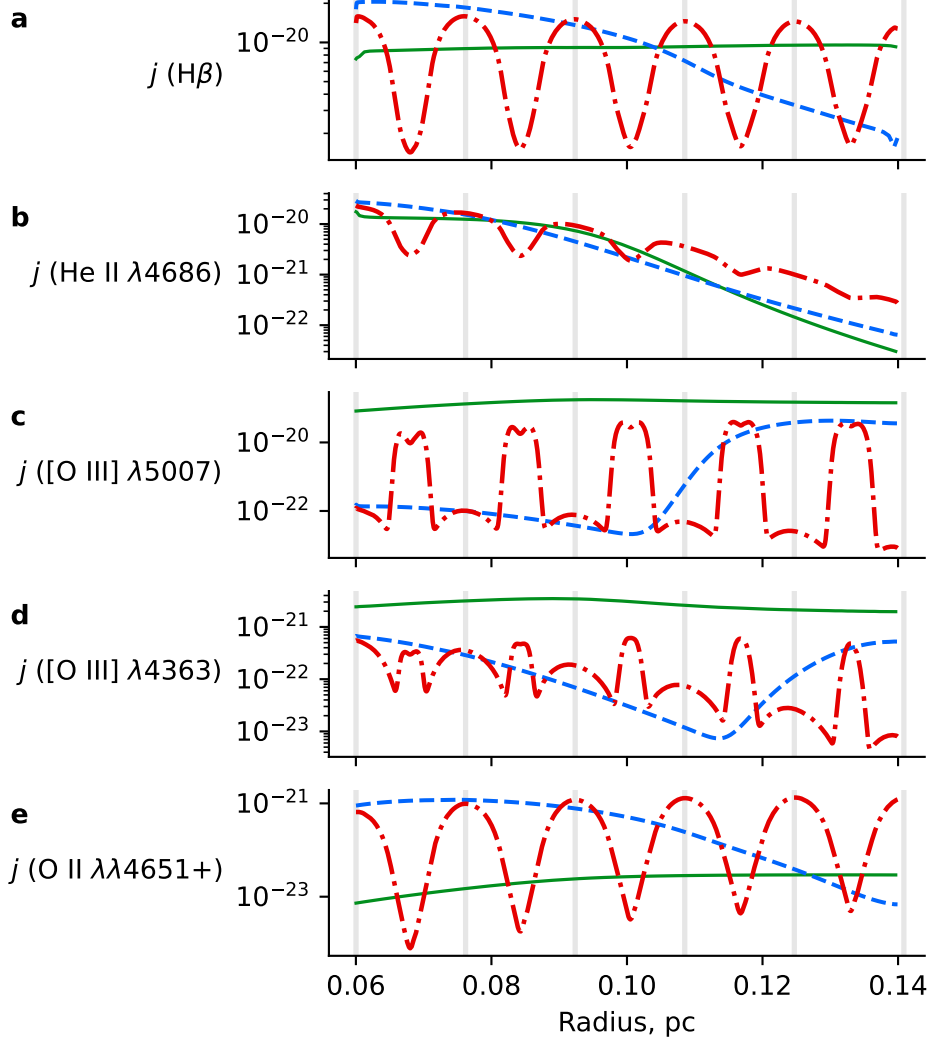 a
j (Hβ)
10⁻²⁰
b
j (He II λ4686)
10⁻²⁰
10⁻²¹
10⁻²²
c
j ([O III] λ5007)
10⁻²⁰
10⁻²²
d
j ([O III] λ4363)
10⁻²¹
10⁻²²
10⁻²³
e
j (O II λλ4651+)
10⁻²¹
10⁻²³
0.06 0.08 0.10 0.12 0.14
Radius, pc